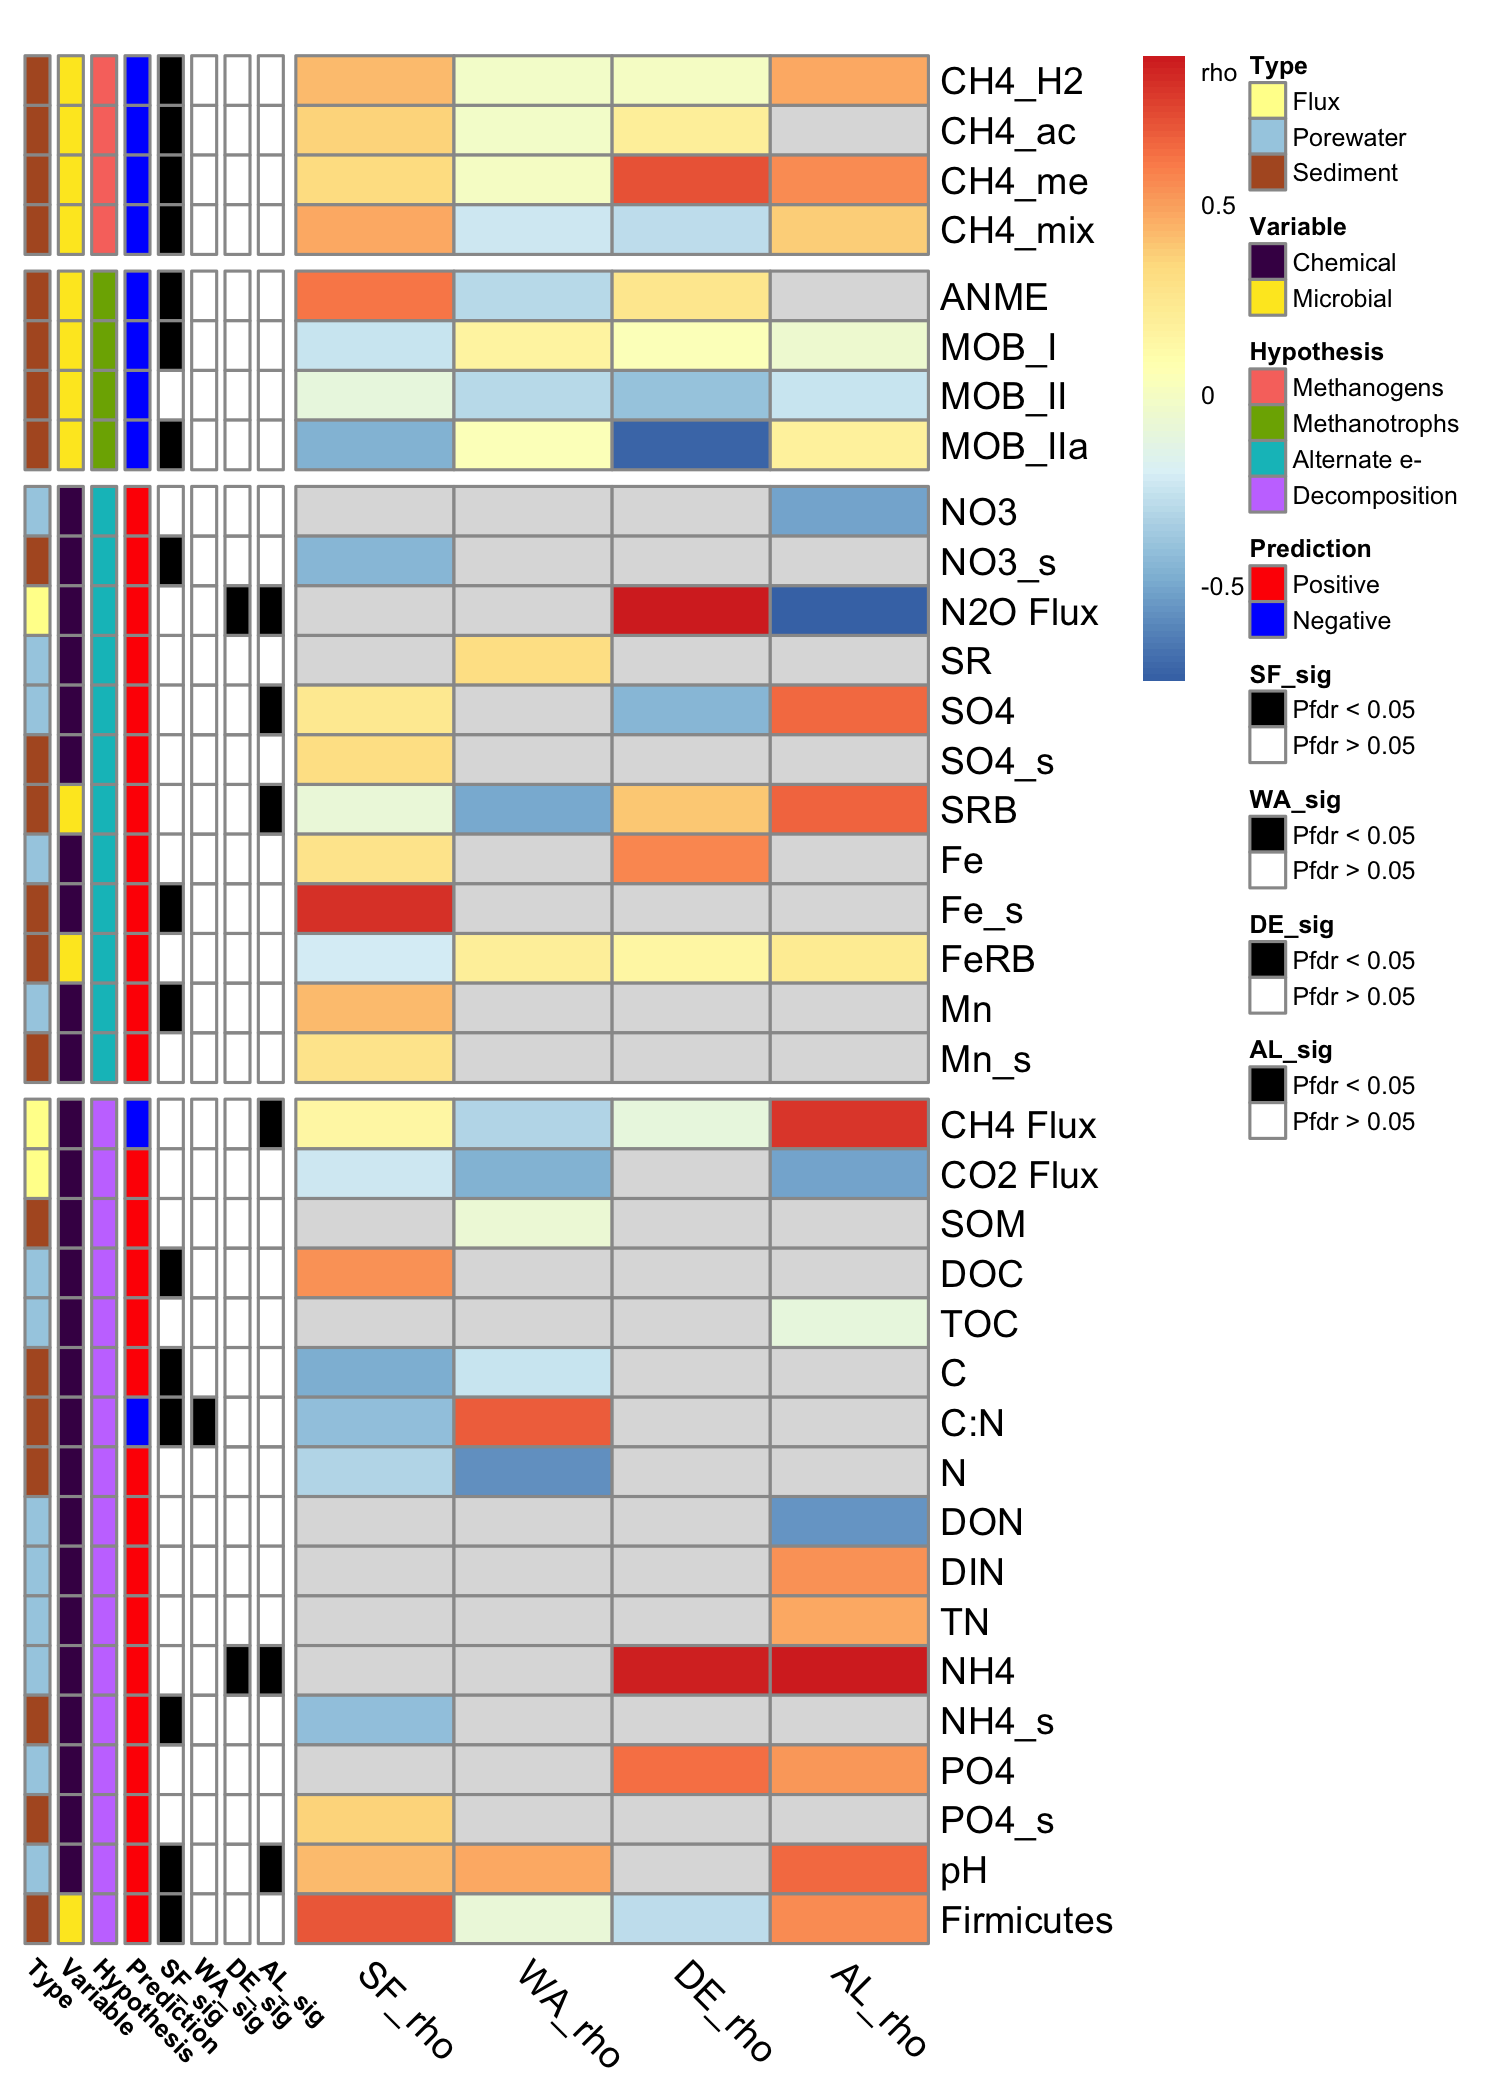 CH4_H2
CH4_ac
CH4_me
CH4_mix
ANME
MOB_I
MOB_II
MOB_IIa
NO3
NO3_s
N2O Flux
SR
SO4
SO4_s
SRB
Fe
Fe_s
FeRB
Mn
Mn_s
CH4 Flux
CO2 Flux
SOM
DOC
TOC
C
C:N
N
DON
DIN
TN
NH4
NH4_s
PO4
PO4_s
pH
Firmicutes
Type
Variable
Hypothesis
Prediction
SF_sig
WA_sig
DE_sig
AL_sig
SF_rho
WA_rho
DE_rho
AL_rho
rho
0.5
0
-0.5
Type
Flux
Porewater
Sediment
Variable
Chemical
Microbial
Hypothesis
Methanogens
Methanotrophs
Alternate e-
Decomposition
Prediction
Positive
Negative
SF_sig
Pfdr < 0.05
Pfdr > 0.05
WA_sig
Pfdr < 0.05
Pfdr > 0.05
DE_sig
Pfdr < 0.05
Pfdr > 0.05
AL_sig
Pfdr < 0.05
Pfdr > 0.05